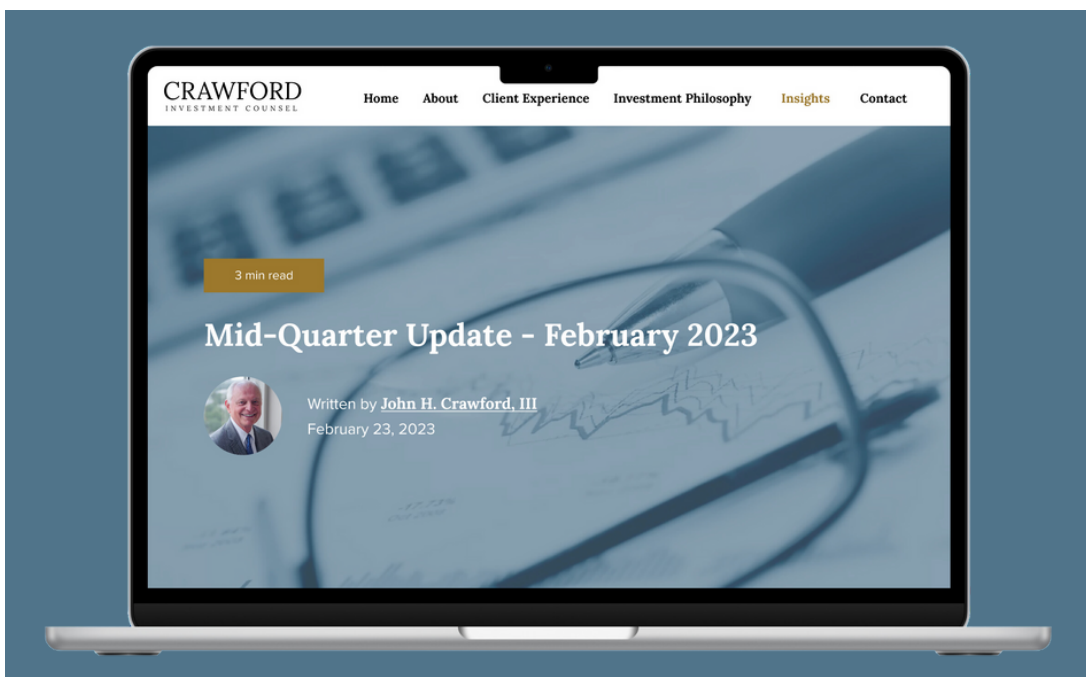 CRAWFORD
INVESTMENT COUNSEL
Home About Client Experience Investment Philosophy Insights Contact
3 min read
Mid-Quarter Update - February 2023
Written by John H. Crawford, III
February 23, 2023